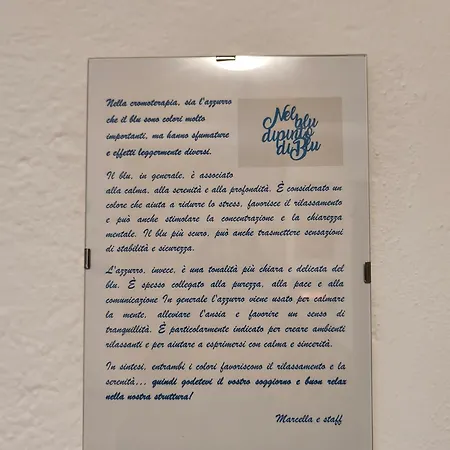 Nel
blu
dipinto
di Blu
Nella cromoterapia, sia l'azzurro
che il blu sono colori molto
importanti, ma hanno sfumature
e effetti leggermente diversi.
Il blu, in generale, è associato
alla calma, alla serenità e alla profondità. È considerato un
colore che aiuta a ridurre lo stress, favorisce il rilassamento
e può anche stimolare la concentrazione e la chiarezza
mentale. Il blu più scuro, può anche trasmettere sensazioni
di stabilità e sicurezza.
L'azzurro, invece, è una tonalità più chiara e delicata del
blu. È spesso collegato alla purezza, alla pace e alla
comunicazione In generale l'azzurro viene usato per calmare
la mente, alleviare l'ansia e favorire un senso di
tranquillità. È particolarmente indicato per creare ambienti
rilassanti e per aiutare a esprimersi con calma e sincerità.
In sintesi, entrambi i colori favoriscono il rilassamento e la
serenità... quindi godetevi il vostro soggiorno e buon relax
nella nostra struttura!
Marcella e staff